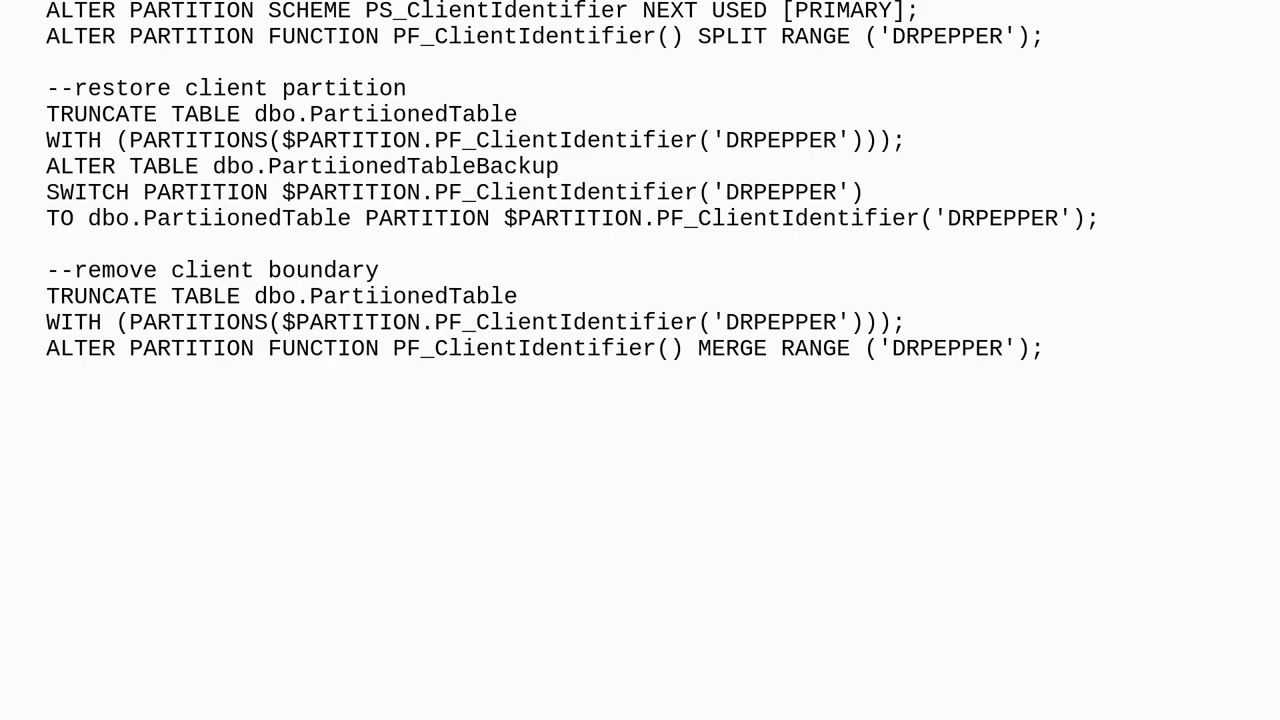 ALTER PARTITION SCHEME PS_ClientIdentifier NEXT USED [PRIMARY];
ALTER PARTITION FUNCTION PF_ClientIdentifier() SPLIT RANGE ('DRPEPPER');
--restore client partition
TRUNCATE TABLE dbo.PartiionedTable
WITH (PARTITIONS($PARTITION.PF_ClientIdentifier('DRPEPPER')));
ALTER TABLE dbo.PartiionedTableBackup
SWITCH PARTITION $PARTITION.PF_ClientIdentifier('DRPEPPER')
TO dbo.PartiionedTable PARTITION $PARTITION.PF_ClientIdentifier('DRPEPPER');
--remove client boundary
TRUNCATE TABLE dbo.PartiionedTable
WITH (PARTITIONS($PARTITION.PF_ClientIdentifier('DRPEPPER')));
ALTER PARTITION FUNCTION PF_ClientIdentifier() MERGE RANGE ('DRPEPPER');